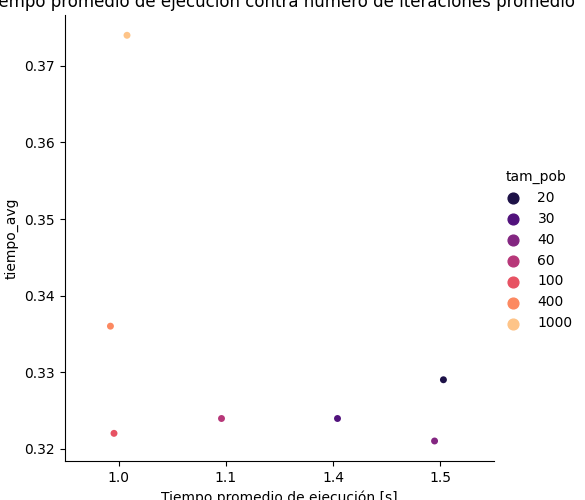 empo promedio de ejecución contra número de iteraciones promedio
tiempo_avg
0.37
0.36
0.35
0.34
0.33
0.32
1.0 1.1 1.4 1.5
Tiempo promedio de ejecución [s]
tam_pob
20
30
40
60
100
400
1000